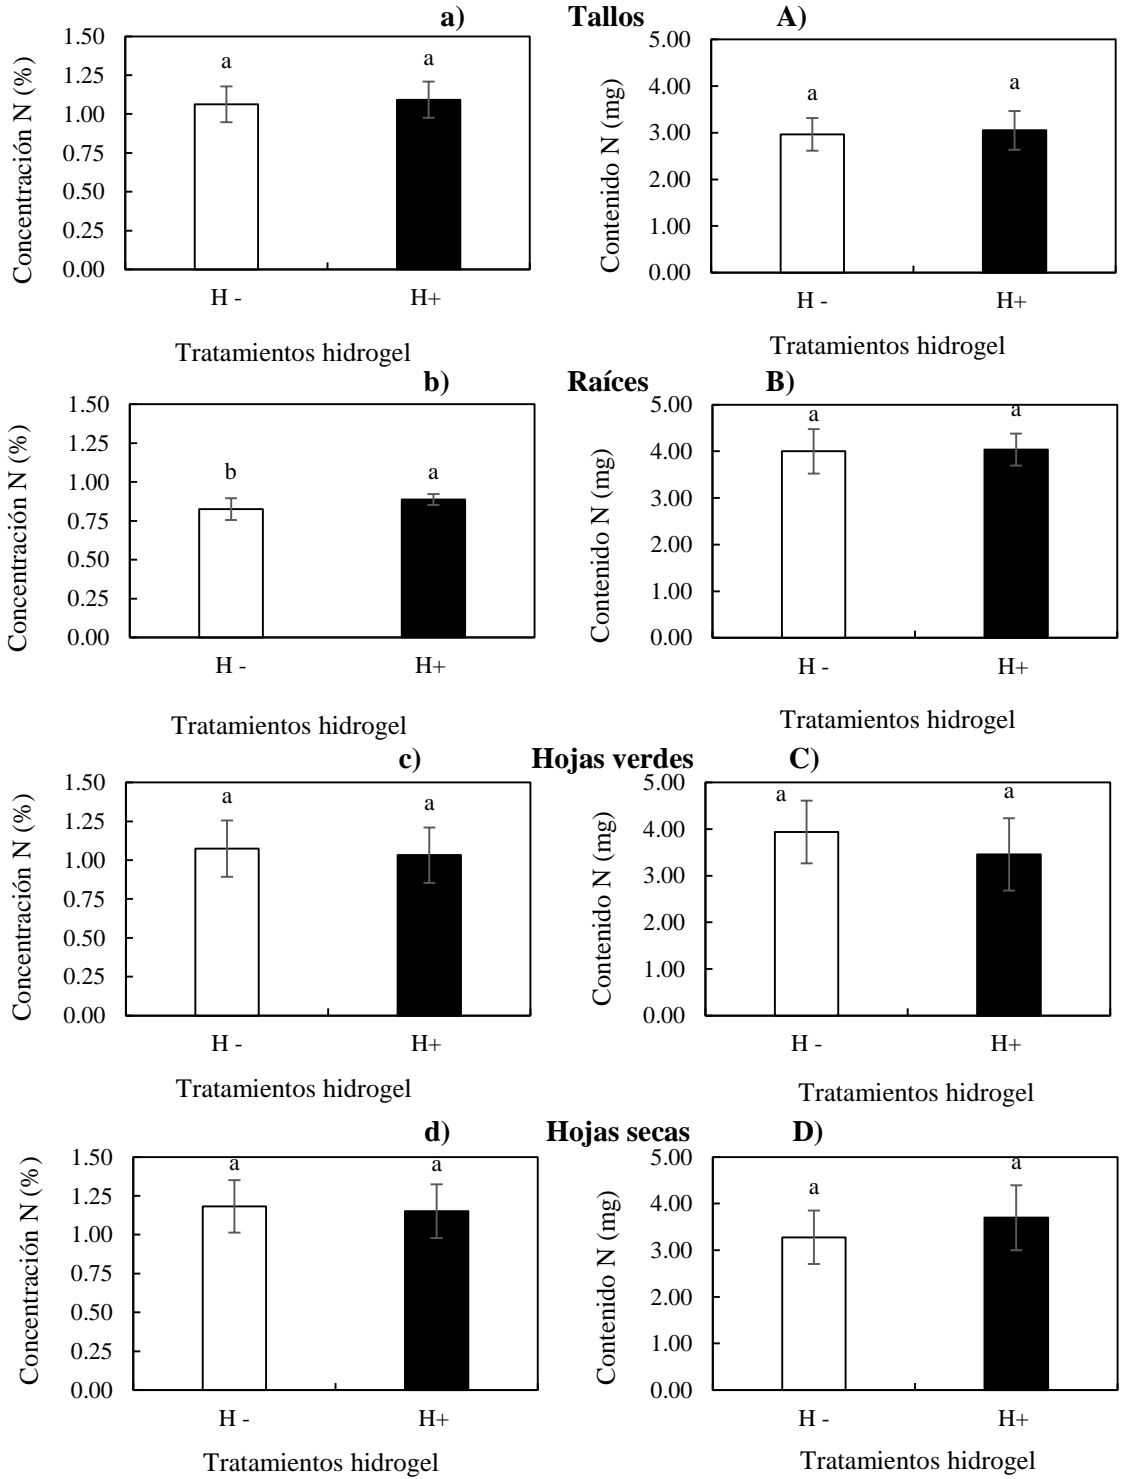 a) Tallos A)
Concentración N (%)
1.50
1.25
1.00
0.75
0.50
0.25
0.00
a a
H - H+
Tratamientos hidrogel
Contenido N (mg)
5.00
4.00
3.00
2.00
1.00
0.00
a a
H - H+
Tratamientos hidrogel
b) Raíces B)
Concentración N (%)
1.50
1.25
1.00
0.75
0.50
0.25
0.00
b a
H - H+
Tratamientos hidrogel
Contenido N (mg)
5.00
4.00
3.00
2.00
1.00
0.00
a a
H - H+
Tratamientos hidrogel
c) Hojas verdes C)
Concentración N (%)
1.50
1.25
1.00
0.75
0.50
0.25
0.00
a a
H - H+
Tratamientos hidrogel
Contenido N (mg)
5.00
4.00
3.00
2.00
1.00
0.00
a a
H - H+
Tratamientos hidrogel
d) Hojas secas D)
Concentración N (%)
1.50
1.25
1.00
0.75
0.50
0.25
0.00
a a
H - H+
Tratamientos hidrogel
Contenido N (mg)
5.00
4.00
3.00
2.00
1.00
0.00
a a
H - H+
Tratamientos hidrogel